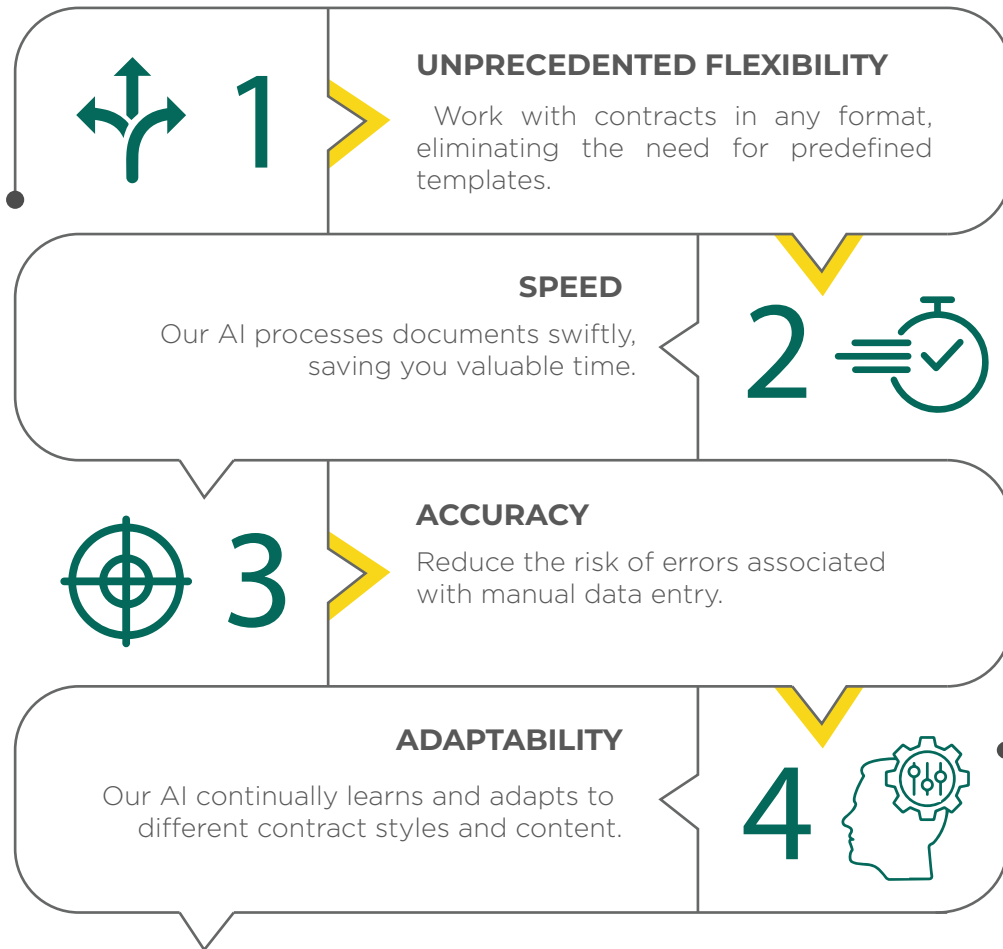 1
UNPRECEDENTED FLEXIBILITY
Work with contracts in any format,
eliminating the need for predefined
templates.
SPEED
Our AI processes documents swiftly,
saving you valuable time.
2
3
ACCURACY
Reduce the risk of errors associated
with manual data entry.
ADAPTABILITY
Our AI continually learns and adapts to
different contract styles and content.
4